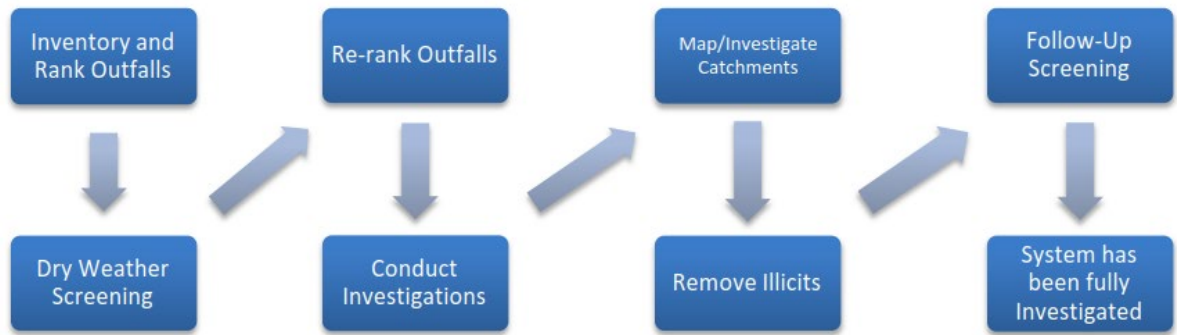 Inventory and
Rank Outfalls
Dry Weather
Screening
Re-rank Outfalls
Conduct
Investigations
Map/Investigate
Catchments
Remove Illicits
Follow-Up
Screening
System has
been fully
Investigated